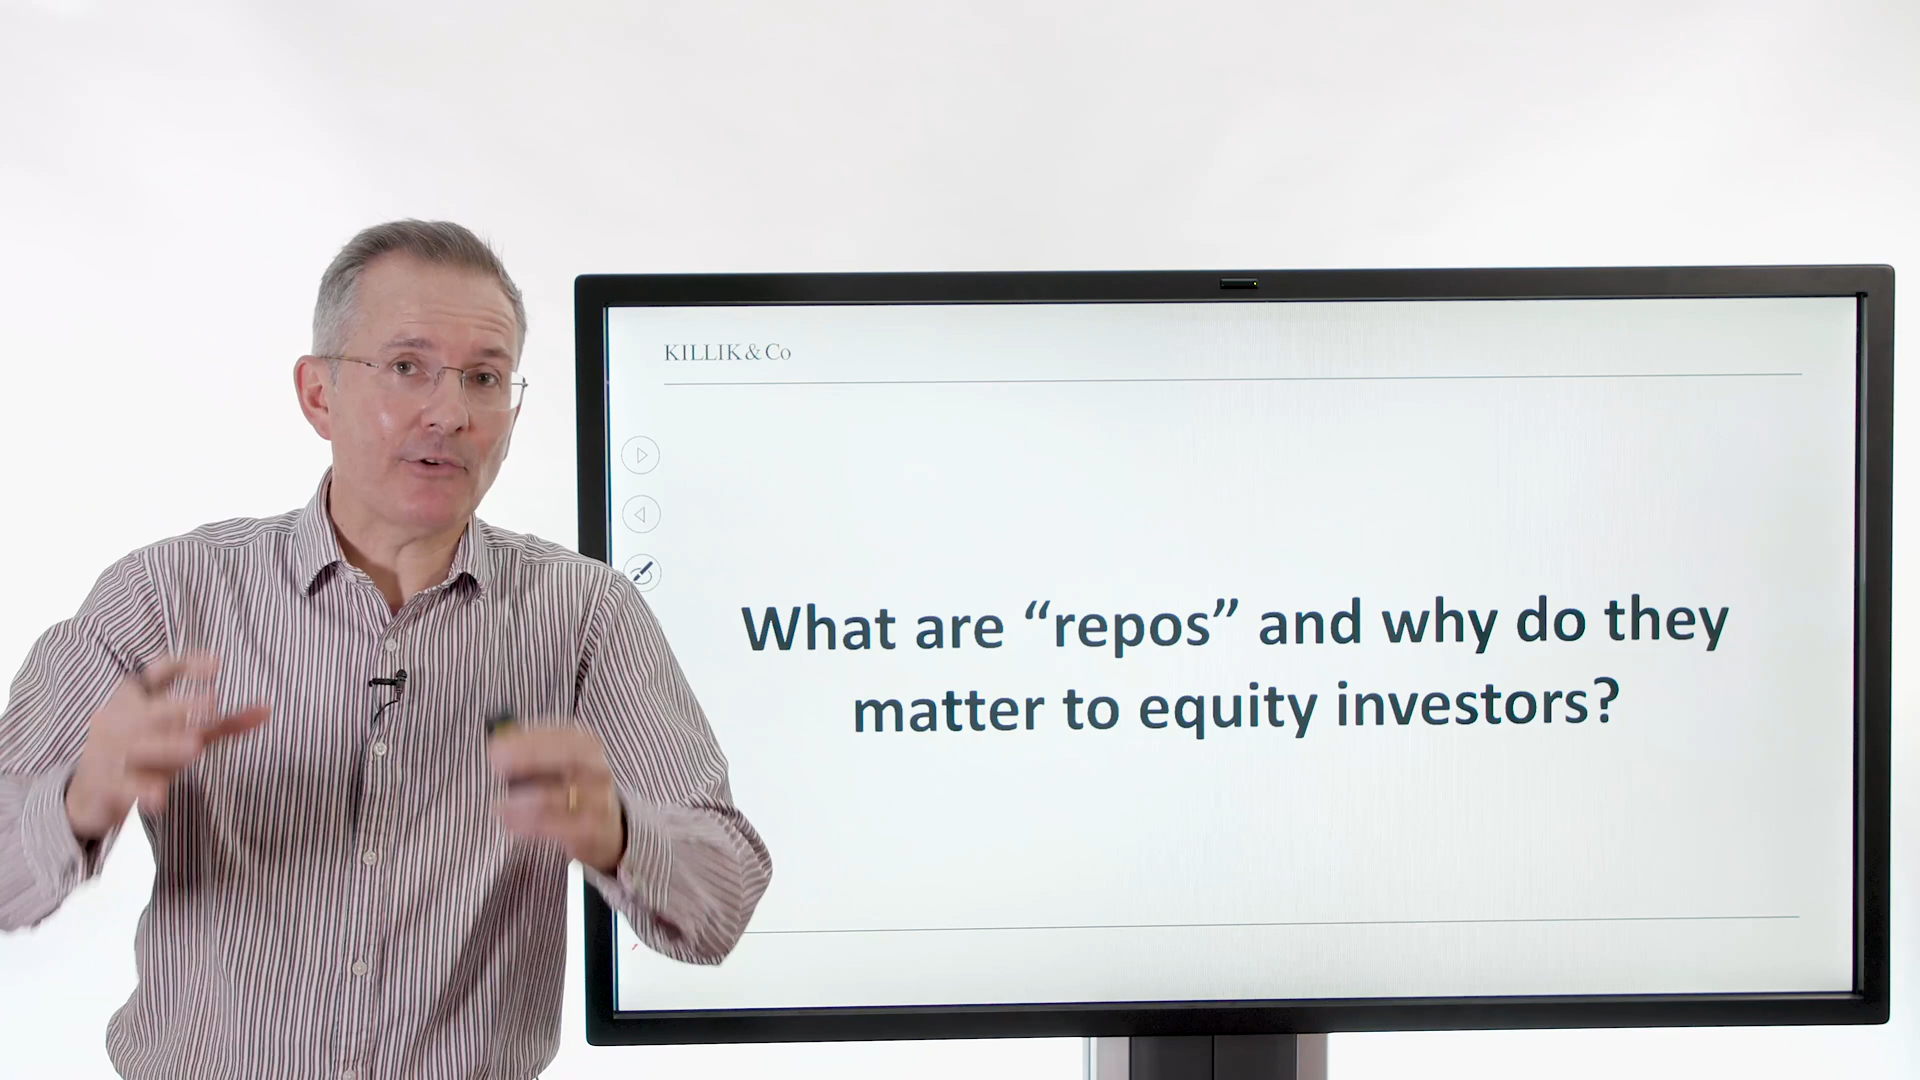 KILLIK & Co
What are “repos” and why do they
matter to equity investors?